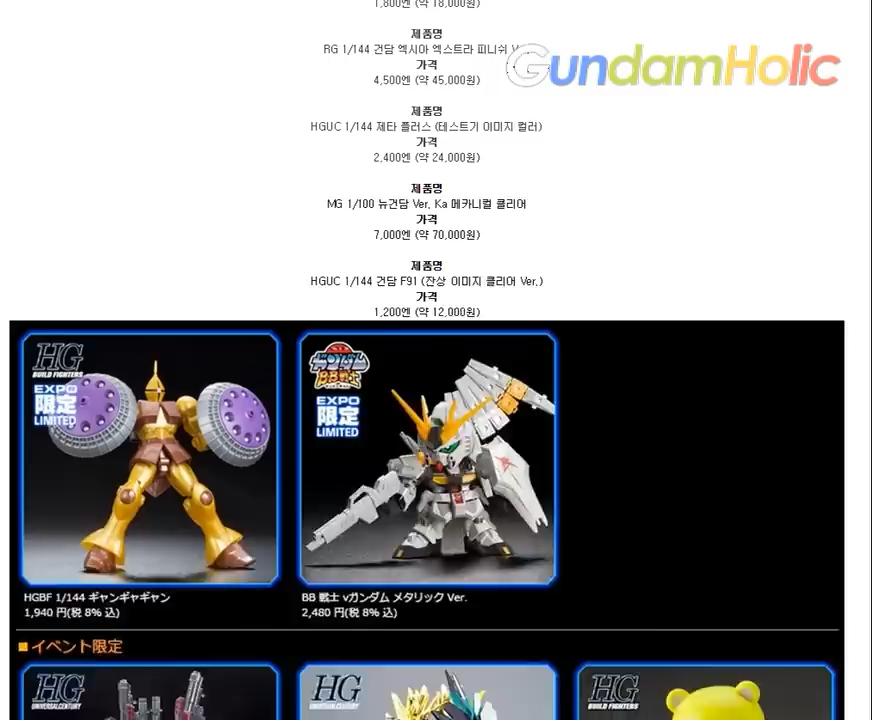 1,800엔 (약 18,000원)
제품명
RG 1/144 건담 엑시아 엑스트라 피니쉬
GundamHolic
가격
4,500엔 (약 45,000원)
제품명
HGUC 1/144 제타 플러스 (테스트기 이미지 컬러)
가격
2,400엔 (약 24,000원)
제품명
MG 1/100 뉴건담 Ver. Ka 메카니컬 클리어
가격
7,000엔 (약 70,000원)
제품명
HGUC 1/144 건담 F91 (잔상 이미지 클리어 Ver.)
가격
1,200엔 (약 12,000원)
HG
BUILD FIGHTERS
EXPO
限定
LIMITED
ガンダム
BB戦士
EXPO
限定
LIMITED
HGBF 1/144 ギャンギャギャン
1,940 円(税 8% 込)
BB 戦士 νガンダム メタリック Ver.
2,480 円(税 8% 込)
■イベント限定
HG
UNIVERSAL CENTURY
HG
UNIVERSAL CENTURY
HG
BUILD FIGHTERS